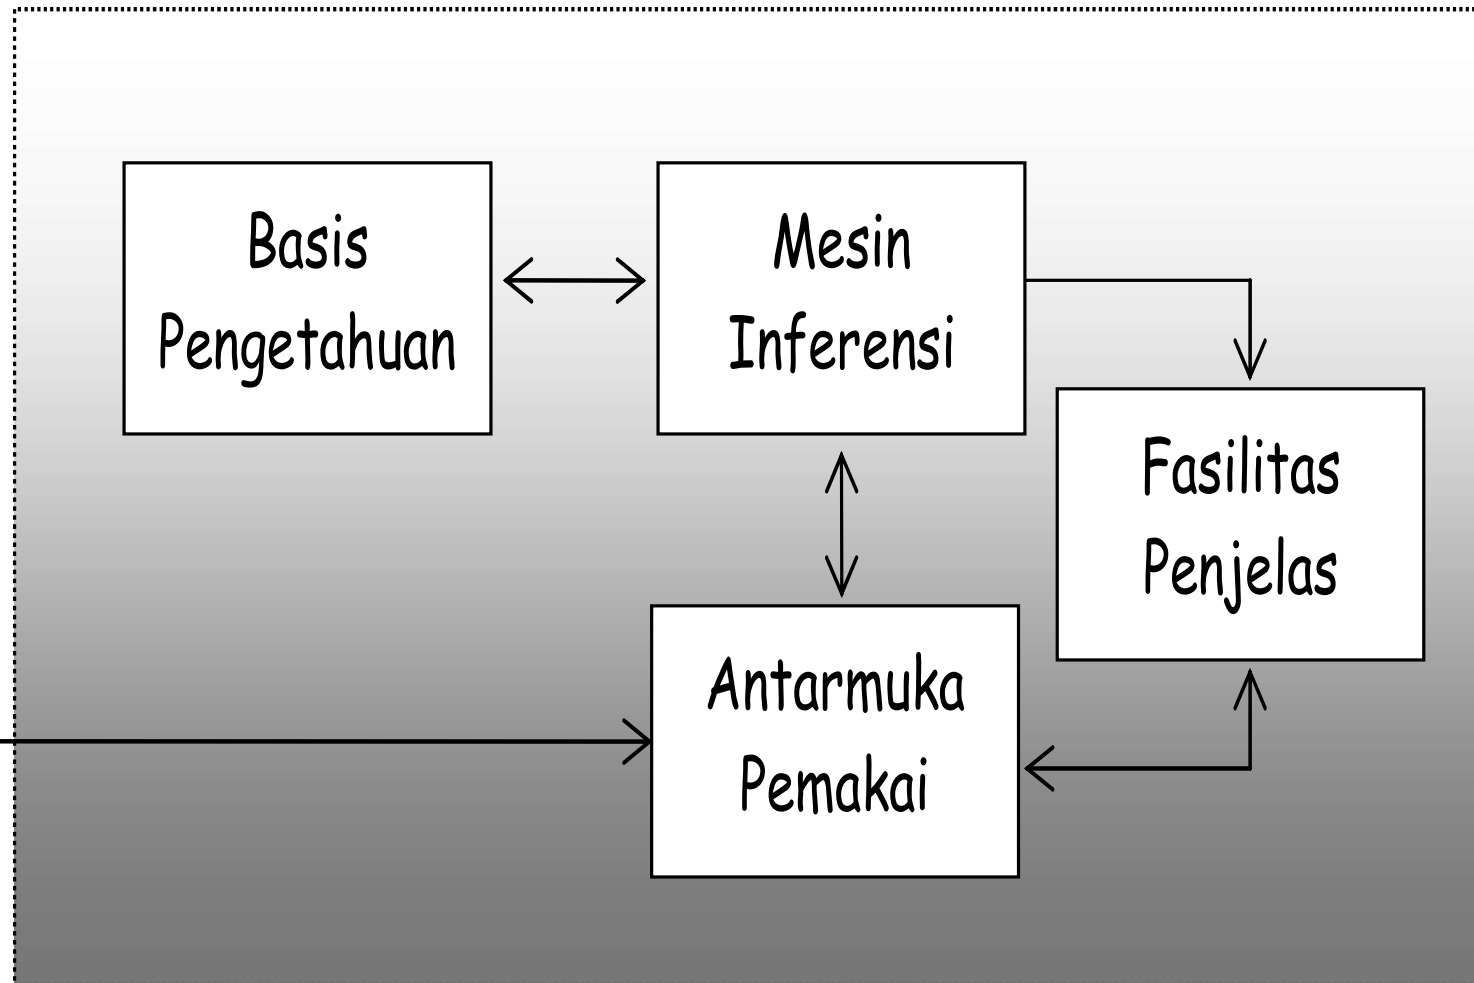 Basis
Pengetahuan
Mesin
Inferensi
Fasilitas
Penjelas
Antarmuka
Pemakai